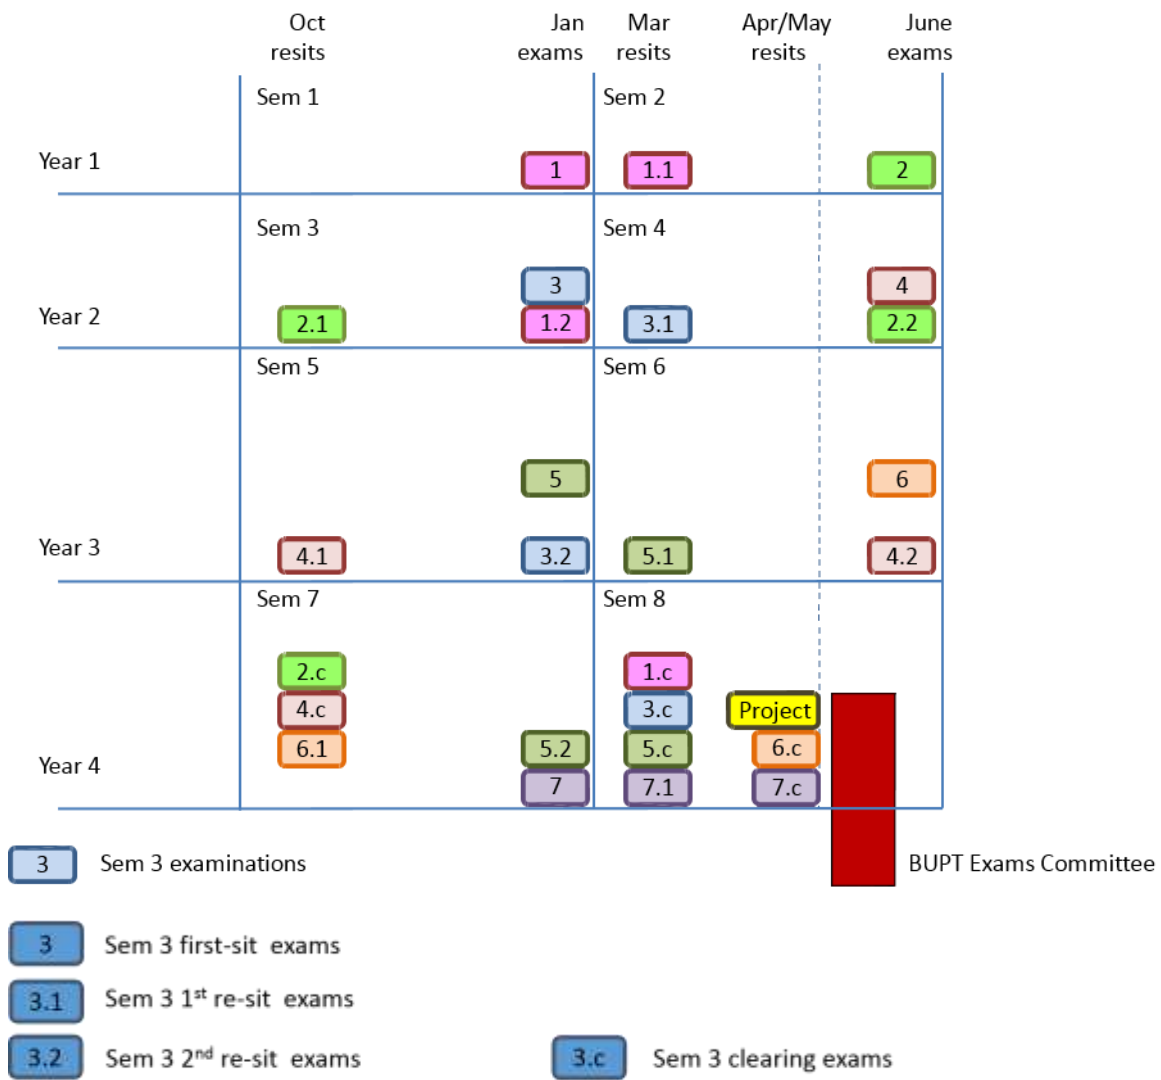 Oct Jan Mar Apr/May June
resits exams resits resits exams
Sem 1 Sem 2
Year 1 1 1.1 2
Sem 3 Sem 4
3 4
Year 2 2.1 1.2 3.1 2.2
Sem 5 Sem 6
5 6
Year 3 4.1 3.2 5.1 4.2
Sem 7 Sem 8
2.c 1.c
4.c 3.c Project
6.1 5.2 5.c 6.c
Year 4 7 7.1 7.c
3 Sem 3 examinations BUPT Exams Committee
3 Sem 3 first-sit exams
3.1 Sem 3 1st re-sit exams
3.2 Sem 3 2nd re-sit exams 3.c Sem 3 clearing exams